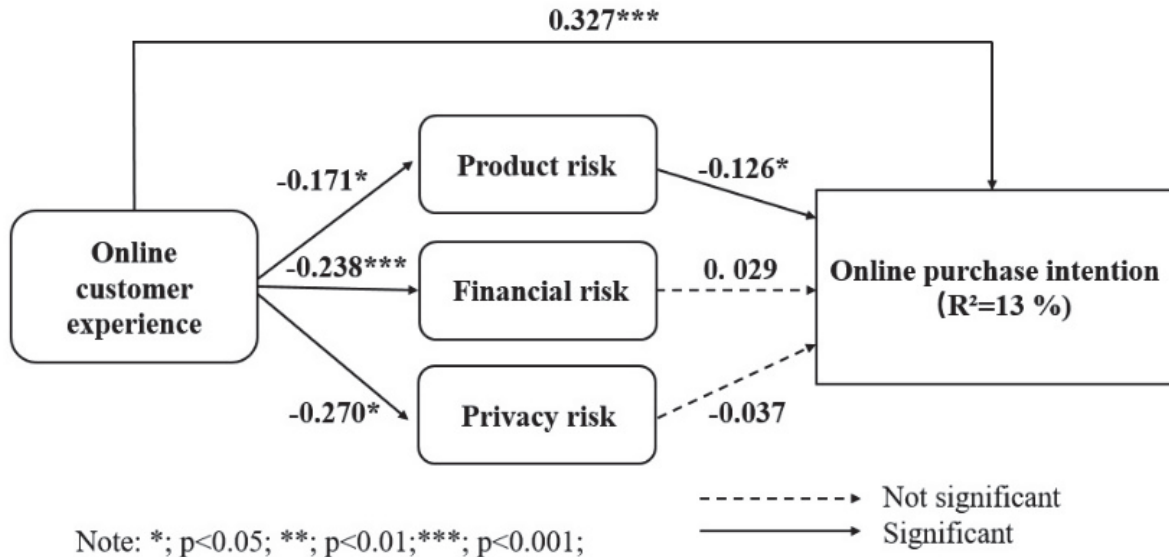 0.327***
Product risk
-0.171*
-0.126*
Online
customer
experience
-0.238***
Financial risk
0. 029
Online purchase intention
(R²=13 %)
-0.270*
Privacy risk
-0.037
Not significant
Significant
Note: *; p<0.05; **; p<0.01;***; p<0.001;